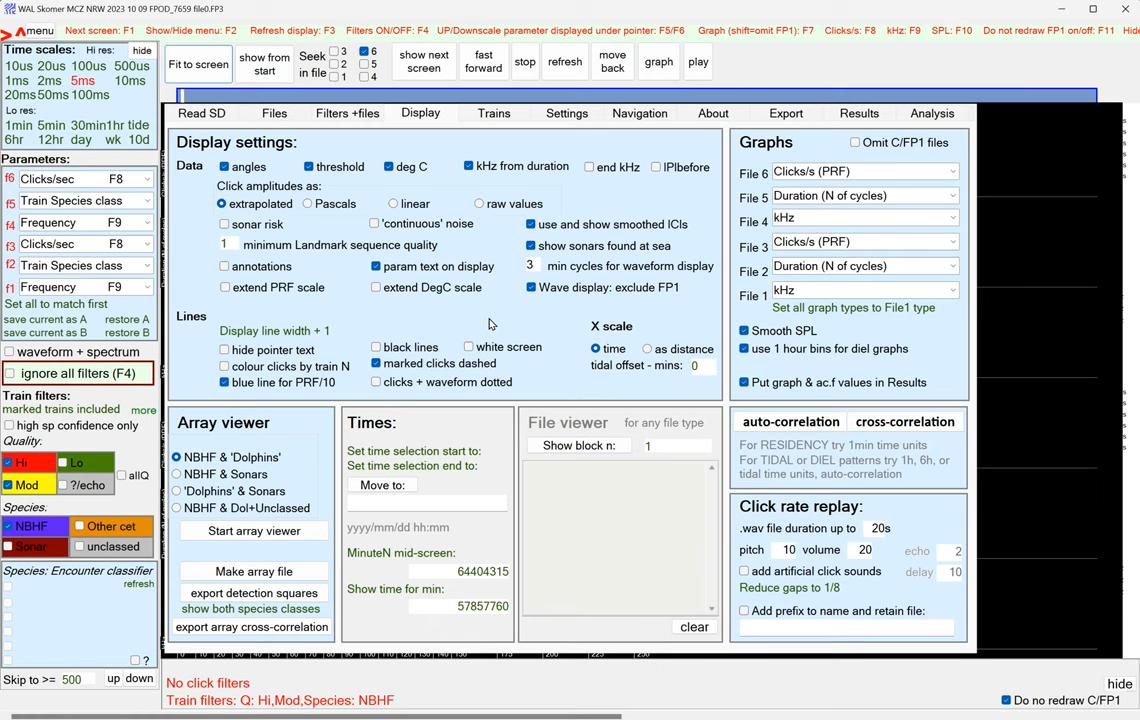 WAL Skomer MCZ NRW 2023 10 09 FPOD_7659 file0.FP3
menu Next screen: F1 Show/Hide menu: F2 Refresh display: F3 Filters ON/OFF: F4 UP/Downscale parameter displayed under pointer: F5/F6 Graph (shift=omit FP1): F7 Clicks/s: F8 kHz: F9 SPL: F10 Do not redraw FP1 on/off: F11 Hide
Time scales: Hi res: hide
10us 20us 100us 500us
1ms 2ms 5ms 10ms
20ms 50ms 100ms
Lo res:
1min 5min 30min 1hr tide
6hr 12hr day wk 10d
Fit to screen show from start Seek in file 3 2 1 6 5 4 show next screen fast forward stop refresh move back graph play
Parameters:
f6 Clicks/sec F8
f5 Train Species class
f4 Frequency F9
f3 Clicks/sec F8
f2 Train Species class
f1 Frequency F9
Set all to match first
save current as A restore A
save current as B restore B
waveform + spectrum
ignore all filters (F4)
Train filters:
marked trains included more
high sp confidence only
Quality:
Hi Lo
Mod ?/echo allQ
Species:
NBHF Other cet
Sonar unclassed
Species: Encounter classifier
refresh
?
Skip to >= 500 up down
Read SD Files Filters +files Display Trains Settings Navigation About Export Results Analysis
Display settings:
Data angles threshold deg C kHz from duration end kHz IPIbefore
Click amplitudes as:
extrapolated Pascals linear raw values
sonar risk 'continuous' noise use and show smoothed ICIs
1 minimum Landmark sequence quality show sonars found at sea
annotations param text on display 3 min cycles for waveform display
extend PRF scale extend DegC scale Wave display: exclude FP1
Lines
Display line width + 1
hide pointer text black lines white screen
colour clicks by train N marked clicks dashed
blue line for PRF/10 clicks + waveform dotted
X scale
time as distance
tidal offset - mins: 0
Graphs Omit C/FP1 files
File 6 Clicks/s (PRF)
File 5 Duration (N of cycles)
File 4 kHz
File 3 Clicks/s (PRF)
File 2 Duration (N of cycles)
File 1 kHz
Set all graph types to File1 type
Smooth SPL
use 1 hour bins for diel graphs
Put graph & ac.f values in Results
Array viewer
NBHF & 'Dolphins'
NBHF & Sonars
'Dolphins' & Sonars
NBHF & Dol+Unclassed
Start array viewer
Make array file
export detection squares
show both species classes
export array cross-correlation
Times:
Set time selection start to:
Set time selection end to:
Move to:
yyyy/mm/dd hh:mm
MinuteN mid-screen:
64404315
Show time for min:
57857760
File viewer for any file type
Show block n: 1
clear
auto-correlation cross-correlation
For RESIDENCY try 1min time units
For TIDAL or DIEL patterns try 1h, 6h, or
tidal time units, auto-correlation
Click rate replay:
.wav file duration up to 20s
pitch 10 volume 20 echo 2
add artificial click sounds delay 10
Reduce gaps to 1/8
Add prefix to name and retain file:
No click filters
Train filters: Q: Hi,Mod,Species: NBHF
hide
Do no redraw C/FP1